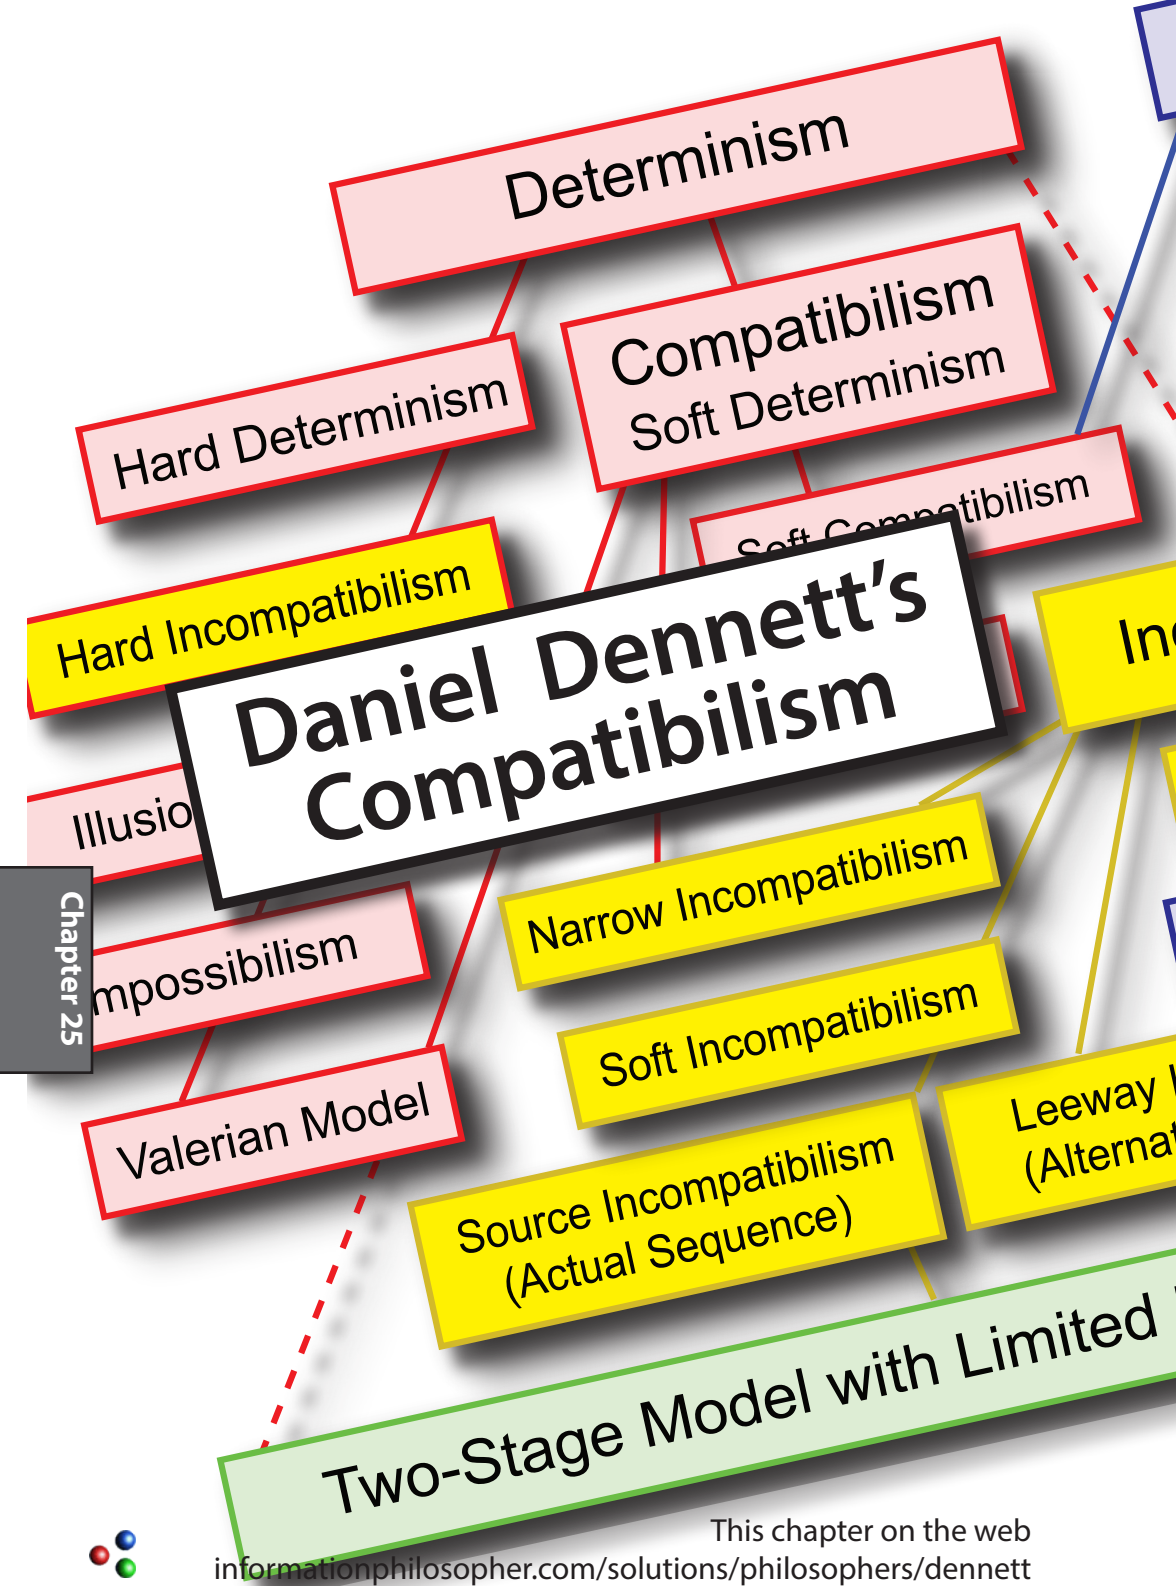 Determinism
Compatibilism
Soft Determinism
Hard Determinism
Soft Compatibilism
Hard Incompatibilism
Daniel Dennett’s
Compatibilism
Narrow Incompatibilism
Soft Incompatibilism
Valerian Model
Leeway
Source Incompatibilism
(Actual Sequence)
Two-Stage Model with Limited
Chapter 25
This chapter on the web
informationphilosopher.com/solutions/philosophers/dennett